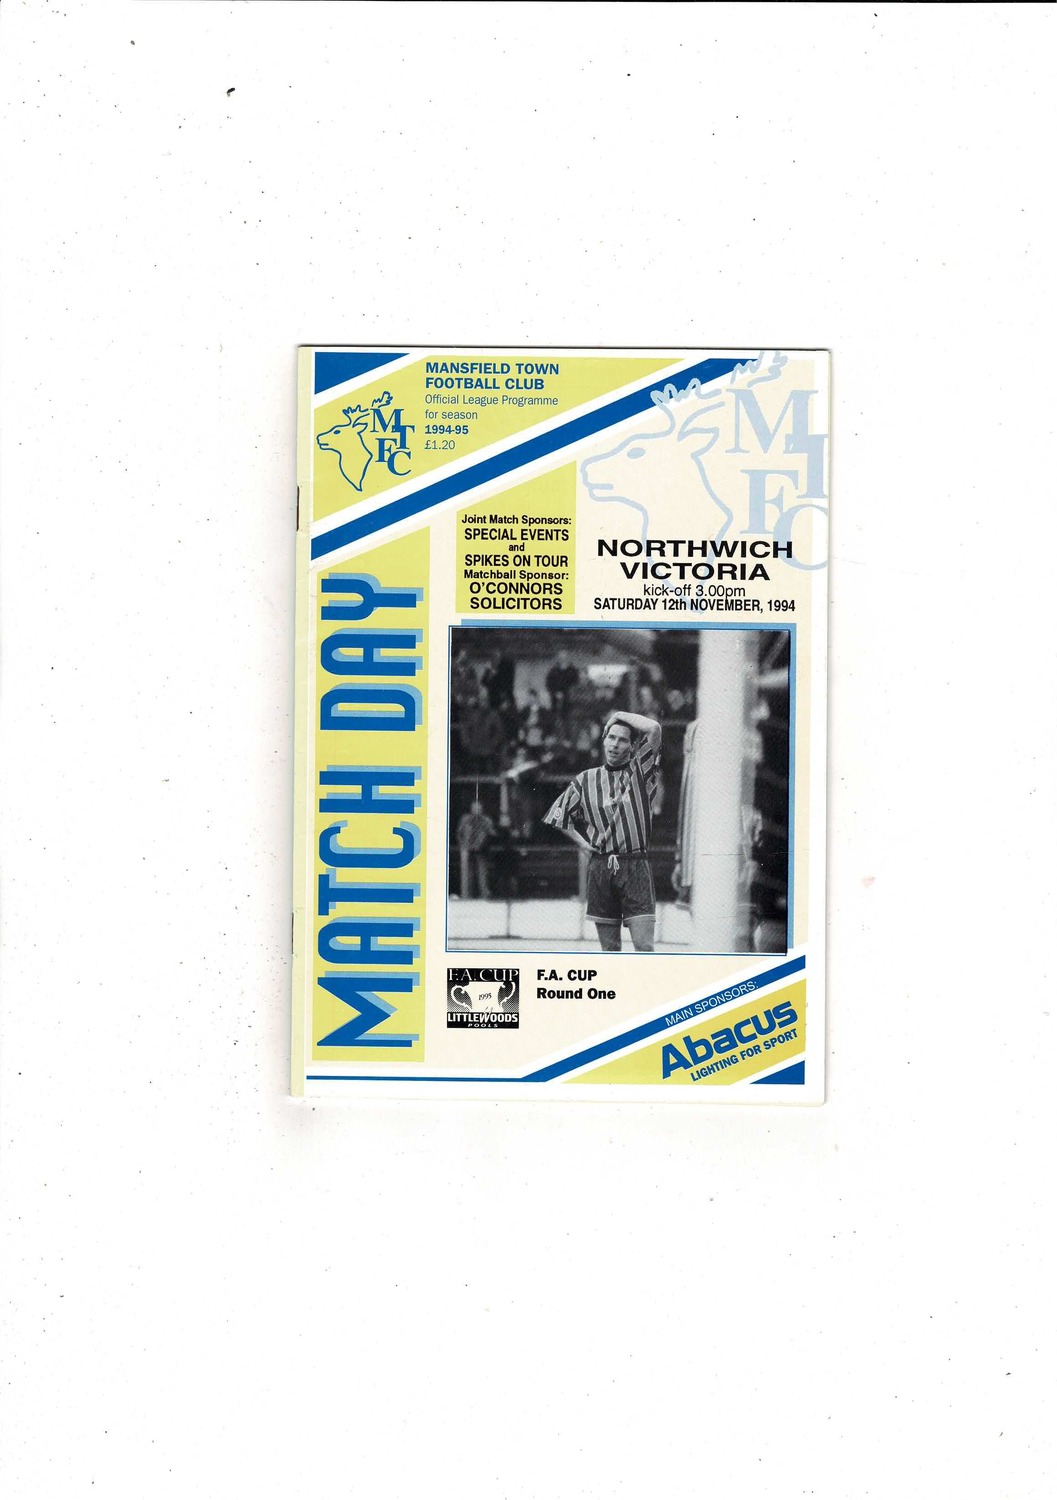 MANSFIELD TOWN
FOOTBALL CLUB
Official League Programme
for season
1994-95
£1.20
MTFC
MTFC
Joint Match Sponsors:
SPECIAL EVENTS
and
SPIKES ON TOUR
Matchball Sponsor:
O'CONNORS
SOLICITORS
NORTHWICH
VICTORIA
kick-off 3.00pm
SATURDAY 12th NOVEMBER, 1994
MATCH DAY
F.A. CUP
1995
LITTLEWOODS
POOLS
F.A. CUP
Round One
MAIN SPONSORS:
Abacus
LIGHTING FOR SPORT